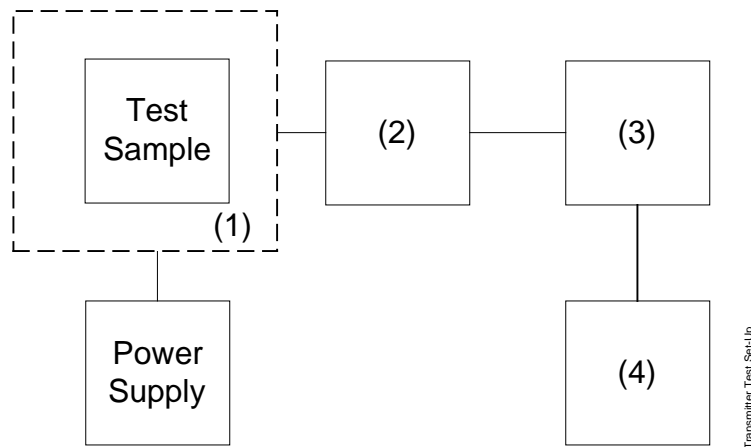 Test
Sample
(1)
(2)
(3)
Power
Supply
(4)
Transmitter Test Set-Up